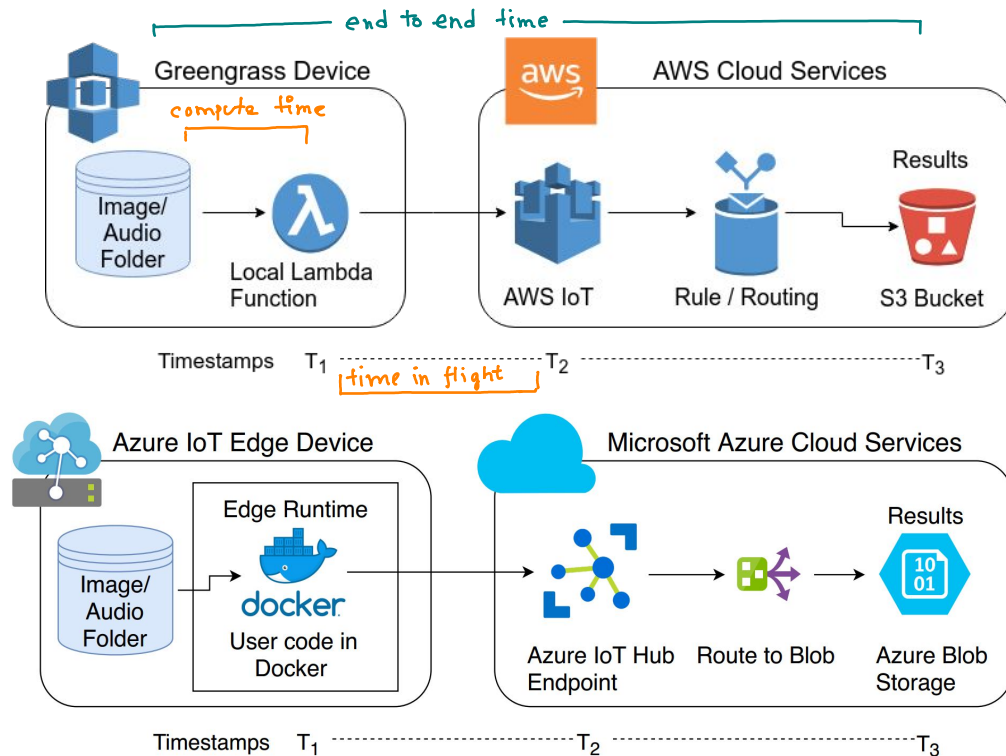 end to end time
Greengrass Device
aws
AWS Cloud Services
compute time
Image/
Audio
Folder
Local Lambda
Function
AWS IoT
Rule / Routing
Results
S3 Bucket
Timestamps T1 T2 T3
time in flight
Azure IoT Edge Device
Microsoft Azure Cloud Services
Image/
Audio
Folder
Edge Runtime
docker
User code in
Docker
Azure IoT Hub
Endpoint
Route to Blob
Results
10
01
Azure Blob
Storage
Timestamps T1 T2 T3